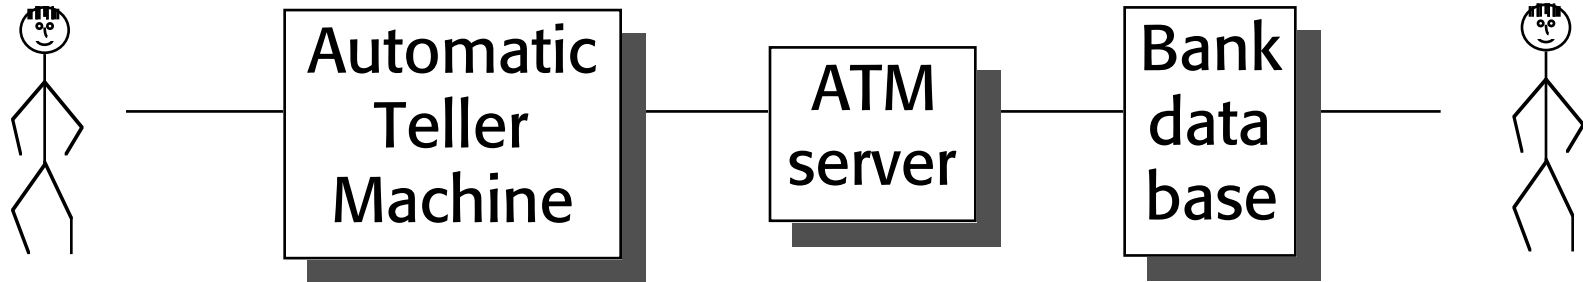 Automatic
Teller
Machine
ATM
server
Bank
data
base